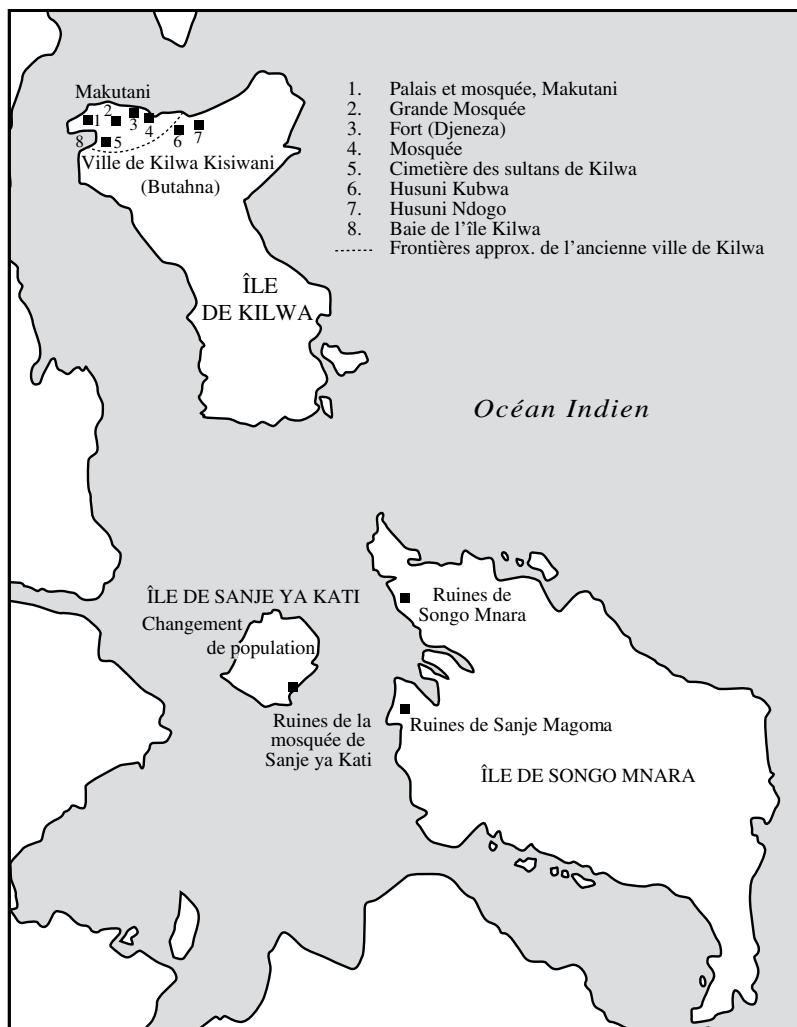 Makutani
1
2
3
4
5
6
7
8
Ville de Kilwa Kisiwani
(Butahna)
1. Palais et mosquée, Makutani
2. Grande Mosquée
3. Fort (Djeneza)
4. Mosquée
5. Cimetière des sultans de Kilwa
6. Husuni Kubwa
7. Husuni Ndogo
8. Baie de l’île Kilwa
Frontières approx. de l’ancienne ville de Kilwa
ÎLE
DE KILWA
Océan Indien
ÎLE DE SANJE YA KATI
Changement
de population
Ruines de la
mosquée de
Sanje ya Kati
Ruines de
Songo Mnara
Ruines de Sanje Magoma
ÎLE DE SONGO MNARA